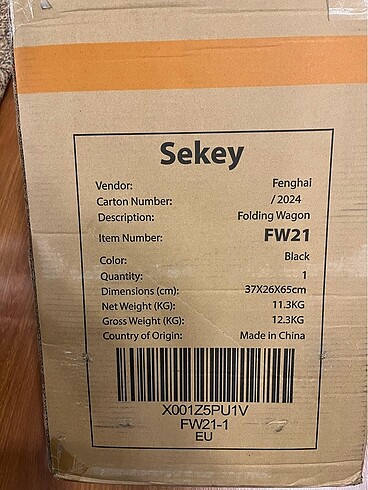 Sekey
Vendor: Fenghai
Carton Number: / 2024
Description: Folding Wagon
Item Number: FW21
Color: Black
Quantity: 1
Dimensions (cm): 37X26X65cm
Net Weight (KG): 11.3KG
Gross Weight (KG): 12.3KG
Country of Origin: Made in China
X001Z5PU1V
FW21-1
EU